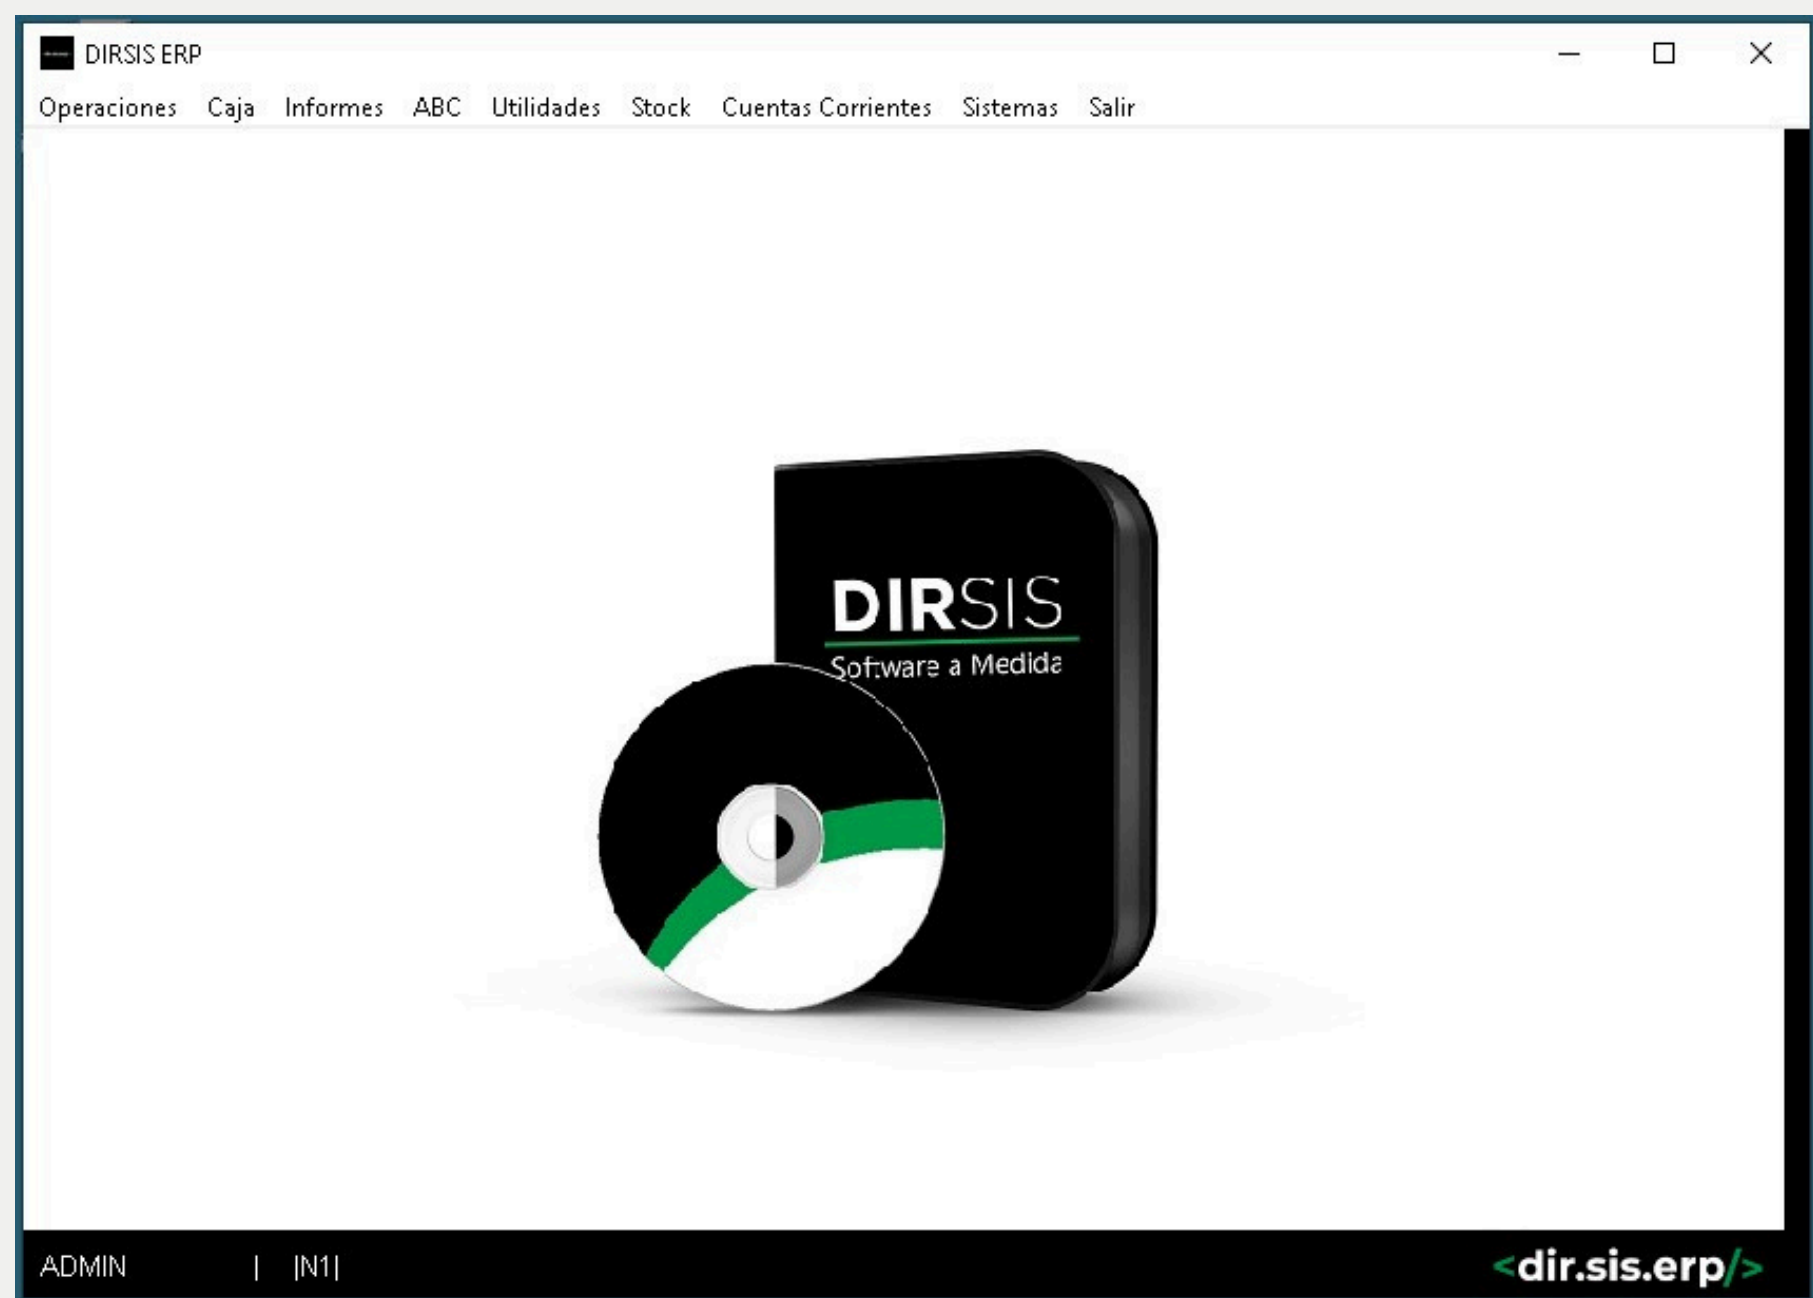 DIRSIS ERP
Operaciones Caja Informes ABC Utilidades Stock Cuentas Corrientes Sistemas Salir
DIRSIS
Software a Medida
ADMIN | |N1| <dir.sis.erp/>